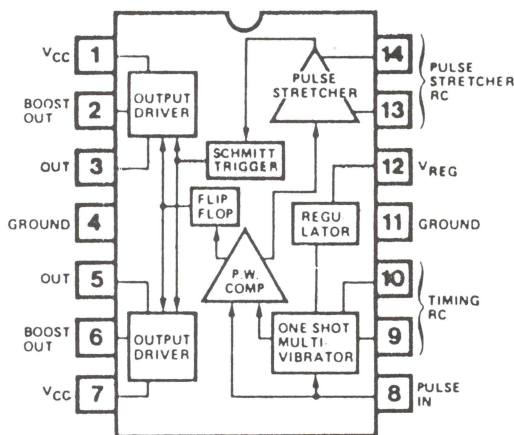 VCC 1
BOOST
OUT 2
OUT 3
GROUND 4
OUT 5
BOOST
OUT 6
VCC 7
OUTPUT
DRIVER
PULSE
STRETCHER
SCHMITT
TRIGGER
FLIP
FLOP
REGU
LATOR
P.W.
COMP
OUTPUT
DRIVER
ONE SHOT
MULTI-
VIBRATOR
14
13
PULSE
STRETCHER
RC
12 VREG
11 GROUND
10
9
TIMING
RC
8 PULSE
IN